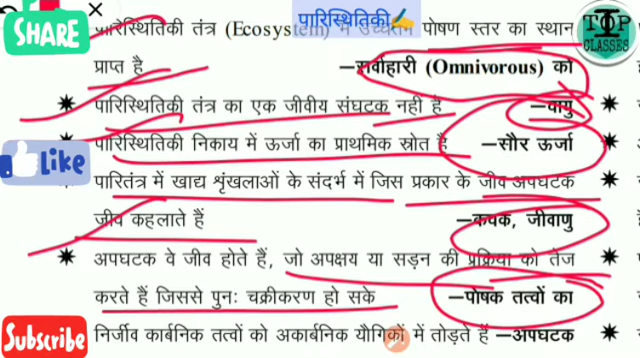 पारिस्थितिकी✍
SHARE
TOP
CLASSES
पारिस्थितिकी तंत्र (Ecosystem) में उच्चतम पोषण स्तर का स्थान
प्राप्त है —सर्वाहारी (Omnivorous) को
* पारिस्थितिकी तंत्र का एक जीवीय संघटक नही है —वायु
* पारिस्थितिकी निकाय में ऊर्जा का प्राथमिक स्रोत है —सौर ऊर्जा
Like
पारितंत्र में खाद्य शृंखलाओं के संदर्भ में जिस प्रकार के जीव अपघटक
जीव कहलाते हैं —कवक, जीवाणु
* अपघटक वे जीव होते हैं, जो अपक्षय या सड़न की प्रक्रिया को तेज
करते हैं जिससे पुनः चक्रीकरण हो सके —पोषक तत्वों का
Subscribe
निर्जीव कार्बनिक तत्वों को अकार्बनिक यौगिकों में तोड़ते हैं —अपघटक